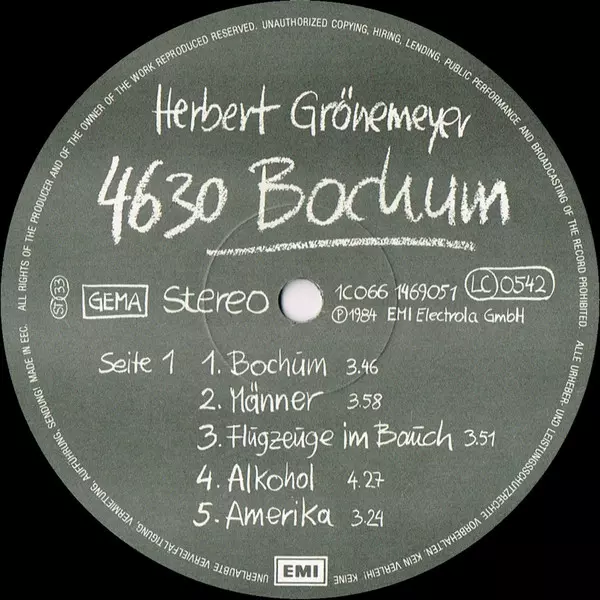 ALL RIGHTS OF THE PRODUCER AND OF THE OWNER OF THE WORK REPRODUCED RESERVED. UNAUTHORIZED COPYING, HIRING, LENDING, PUBLIC PERFORMANCE AND BROADCASTING OF THE RECORD PROHIBITED.
Herbert Grönemeyer
4630 Bochum
ST 33
GEMA
Stereo
1C066 1469051
LC 0542
Ⓟ1984 EMI Electrola GmbH
Seite 1
1. Bochum 3.46
2. Männer 3.58
3. Flugzeuge im Bauch 3.51
4. Alkohol 4.27
5. Amerika 3.24
EMI
ALLE URHEBER- UND LEISTUNGSSCHUTZRECHTE VORBEHALTEN. KEIN VERLEIH! KEINE UNERLAUBTE VERVIELFÄLTIGUNG, VERMIETUNG, AUFFÜHRUNG, SENDUNG! MADE IN EEC.